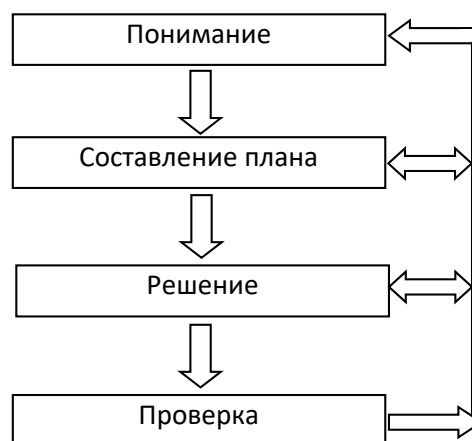 Понимание
Составление плана
Решение
Проверка